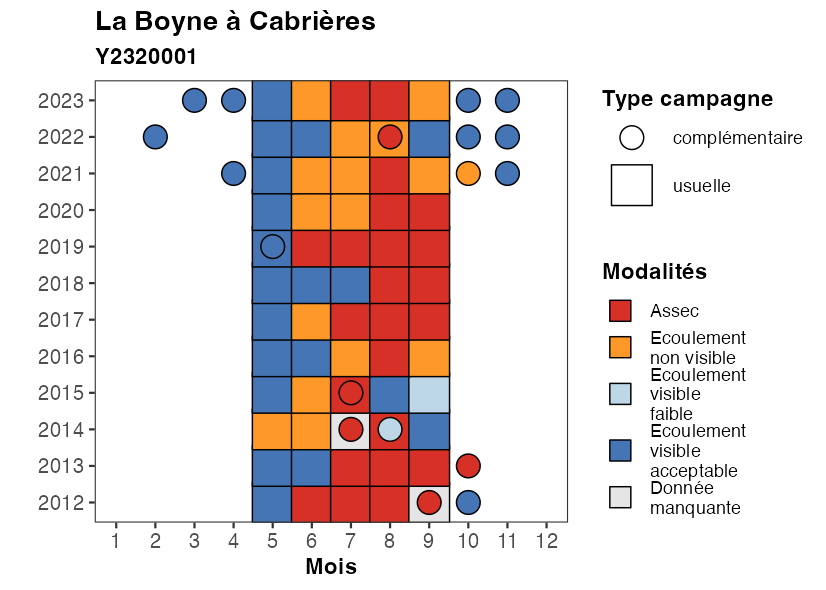 La Boyne à Cabrières
Y2320001
2023
2022
2021
2020
2019
2018
2017
2016
2015
2014
2013
2012
1 2 3 4 5 6 7 8 9 10 11 12
Mois
Type campagne
complémentaire
usuelle
Modalités
Assec
Ecoulement
non visible
Ecoulement
visible
faible
Ecoulement
visible
acceptable
Donnée
manquante